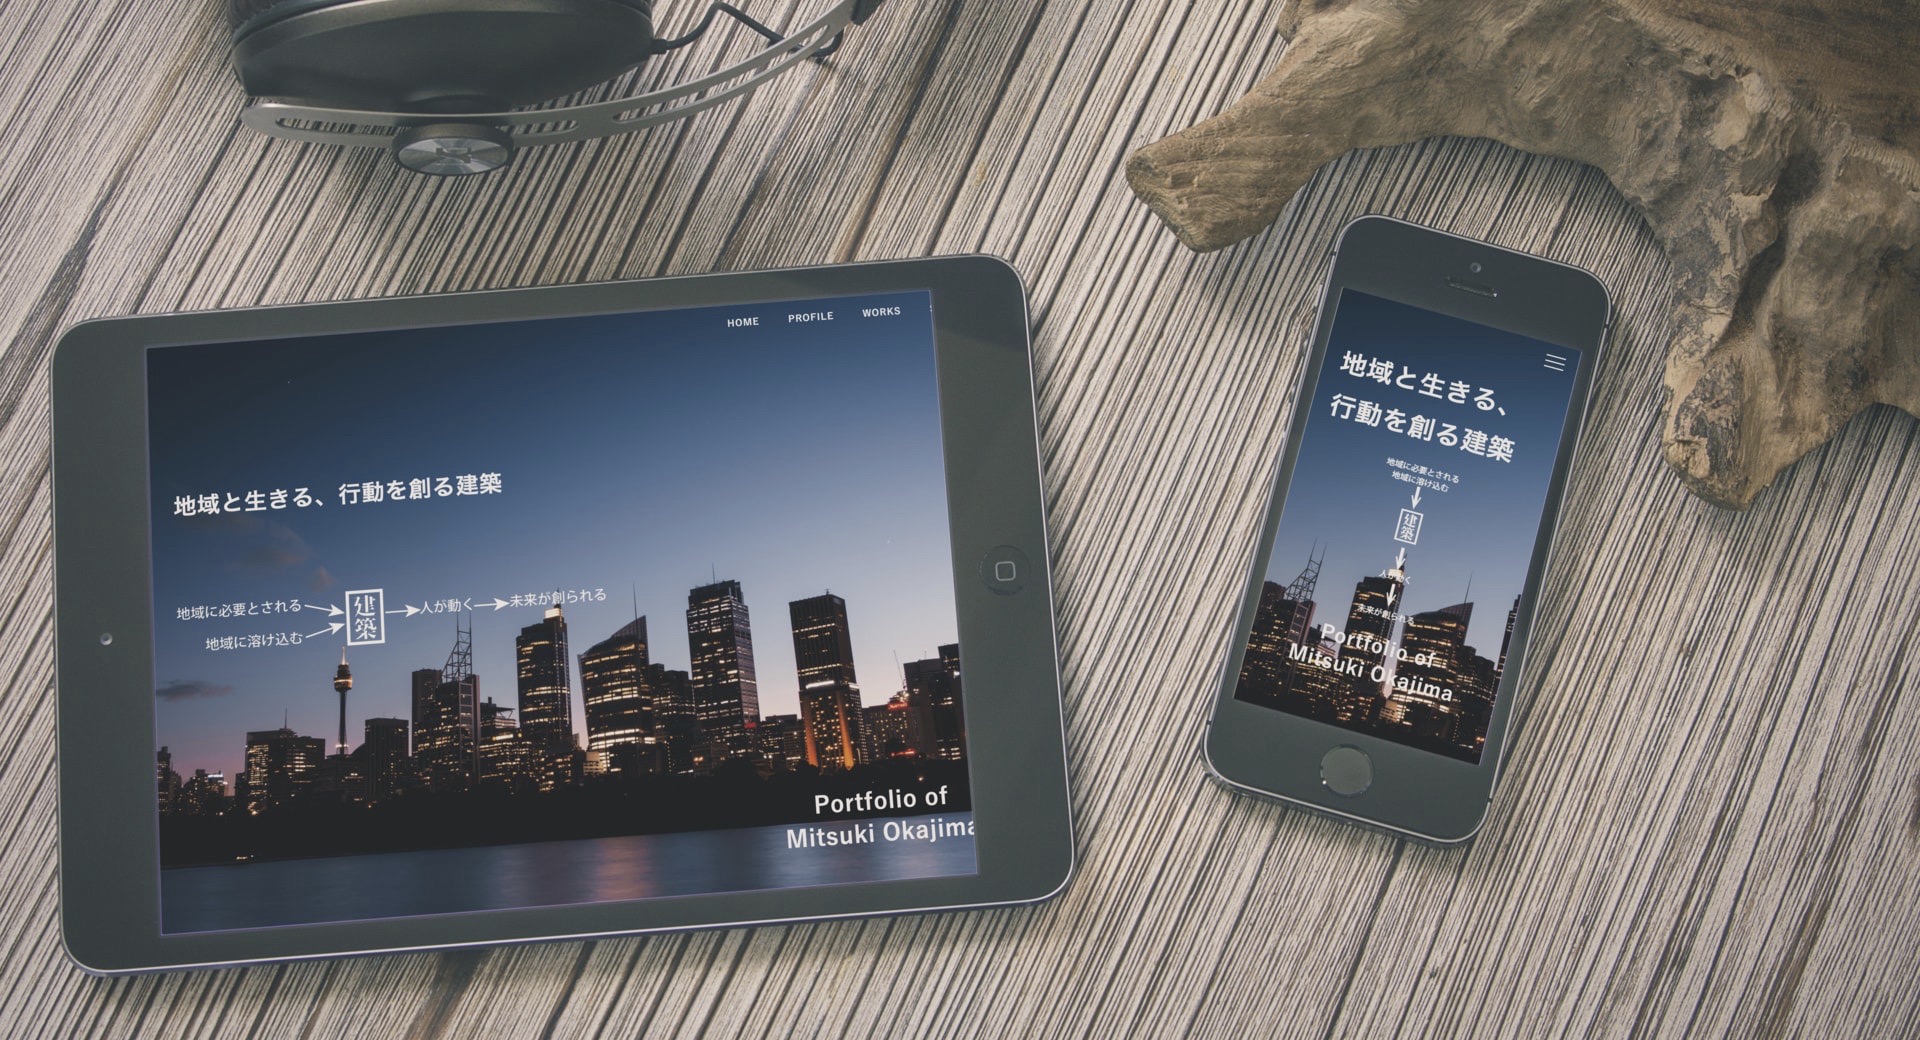 HOME PROFILE WORKS
地域と生きる、行動を創る建築
地域に必要とされる
地域に溶け込む
建築
人が動く
未来が創られる
Portfolio of
Mitsuki Okajima
地域と生きる、
行動を創る建築
地域に必要とされる
地域に溶け込む
建築
人が動く
未来が創られる
Portfolio of
Mitsuki Okajima